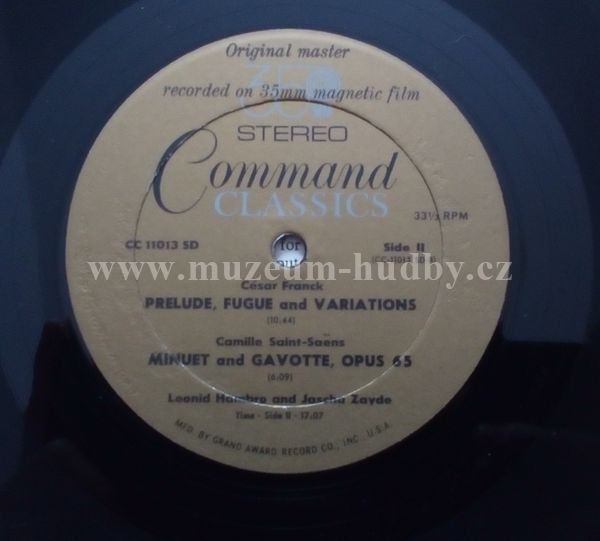 Original master
recorded on 35mm magnetic film
STEREO
Command
CLASSICS
33⅓ RPM
CC 11013 SD
Side II
for
www.muzeum-hudby.cz
César Franck
PRELUDE, FUGUE and VARIATIONS
(10:44)
Camille Saint-Saëns
MINUET and GAVOTTE, OPUS 65
(6:09)
Leonid Hambro and Jascha Zayde
Time - Side II - 17:07
MFD. BY GRAND AWARD RECORD CO., INC., U.S.A.